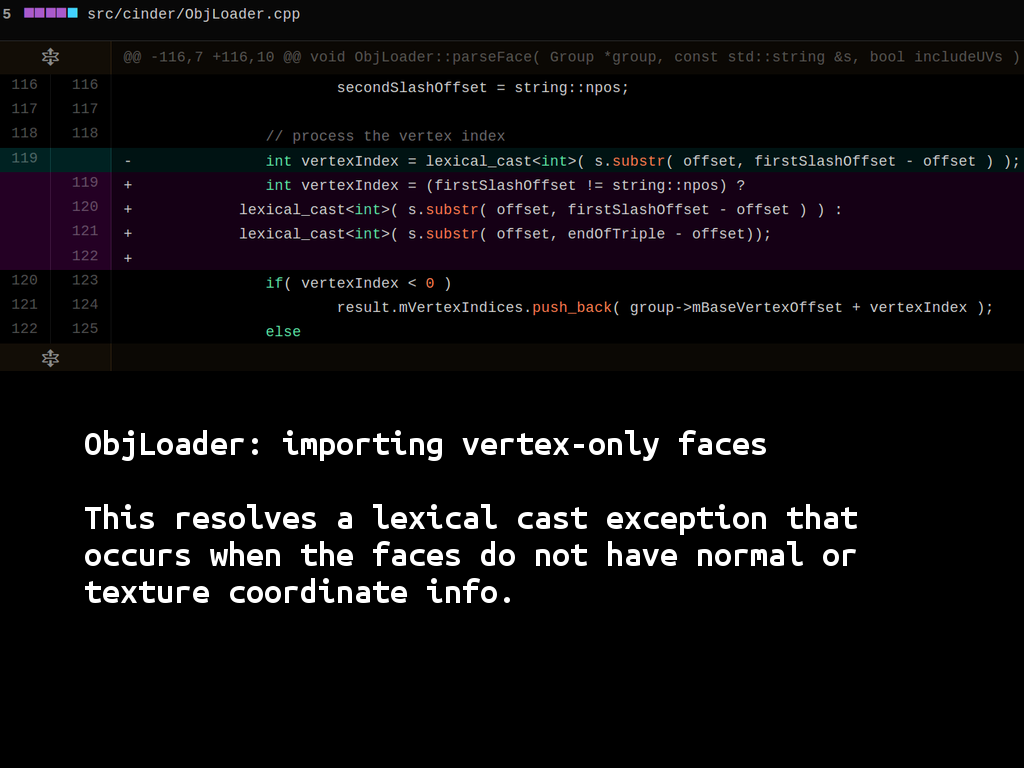 5 src/cinder/ObjLoader.cpp
@@ -116,7 +116,10 @@ void ObjLoader::parseFace( Group *group, const std::string &s, bool includeUVs )
116 116 secondSlashOffset = string::npos;
117 117
118 118 // process the vertex index
119 - int vertexIndex = lexical_cast<int>( s.substr( offset, firstSlashOffset - offset ) );
119 + int vertexIndex = (firstSlashOffset != string::npos) ?
120 + lexical_cast<int>( s.substr( offset, firstSlashOffset - offset ) ) :
121 + lexical_cast<int>( s.substr( offset, endOfTriple - offset));
122 +
120 123 if( vertexIndex < 0 )
121 124 result.mVertexIndices.push_back( group->mBaseVertexOffset + vertexIndex );
122 125 else
ObjLoader: importing vertex-only faces
This resolves a lexical cast exception that
occurs when the faces do not have normal or
texture coordinate info.